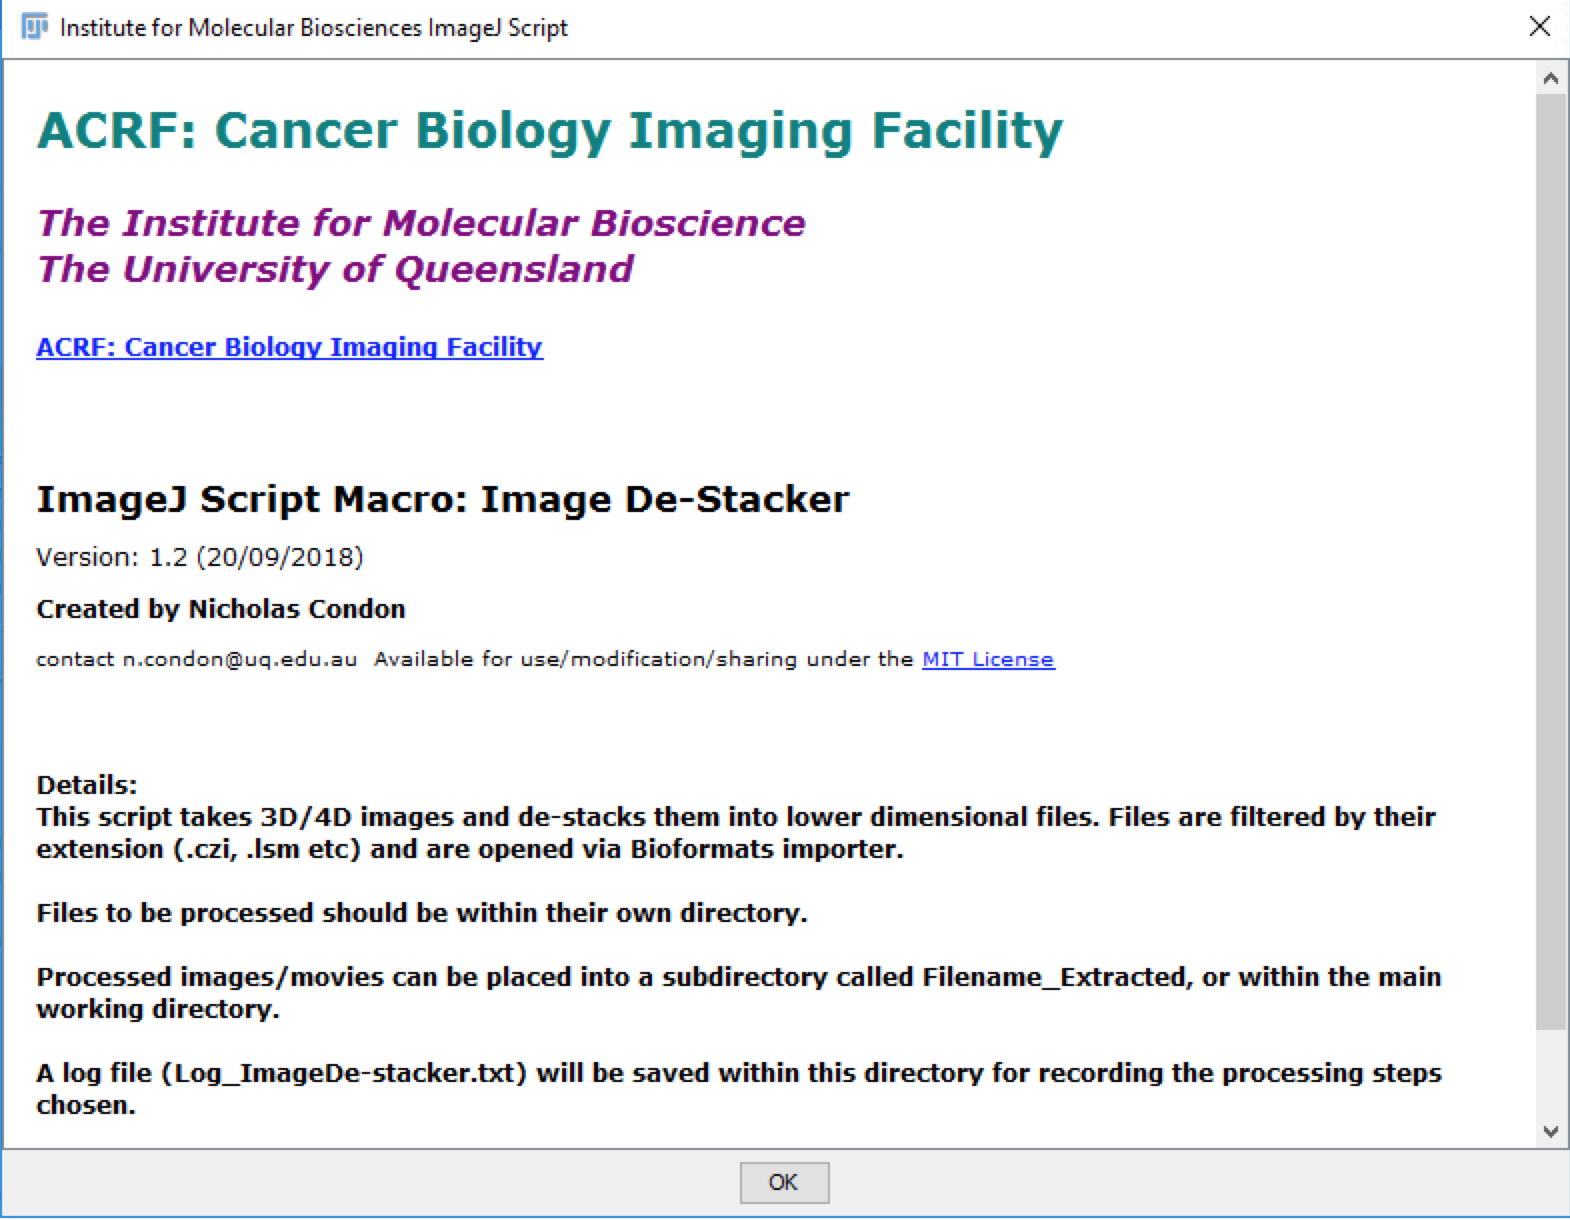 Institute for Molecular Biosciences ImageJ Script
ACRF: Cancer Biology Imaging Facility
The Institute for Molecular Bioscience
The University of Queensland
ACRF: Cancer Biology Imaging Facility
ImageJ Script Macro: Image De-Stacker
Version: 1.2 (20/09/2018)
Created by Nicholas Condon
contact n.condon@uq.edu.au Available for use/modification/sharing under the MIT License
Details:
This script takes 3D/4D images and de-stacks them into lower dimensional files. Files are filtered by their
extension (.czi, .lsm etc) and are opened via Bioformats importer.
Files to be processed should be within their own directory.
Processed images/movies can be placed into a subdirectory called Filename_Extracted, or within the main
working directory.
A log file (Log_ImageDe-stacker.txt) will be saved within this directory for recording the processing steps
chosen.
OK